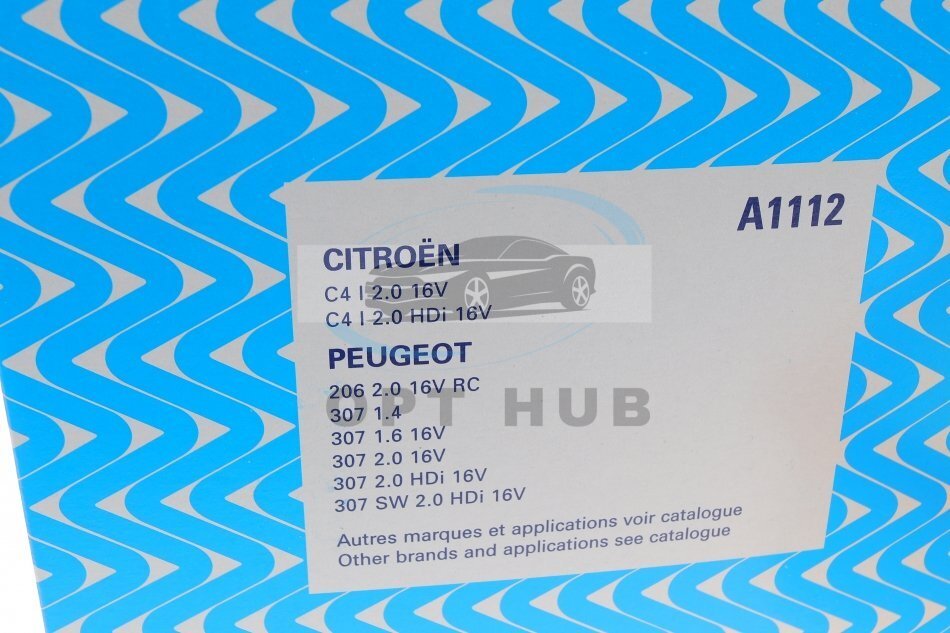 A1112
CITROËN
C4 I 2.0 16V
C4 I 2.0 HDi 16V
PEUGEOT
206 2.0 16V RC
307 1.4
307 1.6 16V
307 2.0 16V
307 2.0 HDi 16V
307 SW 2.0 HDi 16V
Autres marques et applications voir catalogue
Other brands and applications see catalogue
OPT HUB